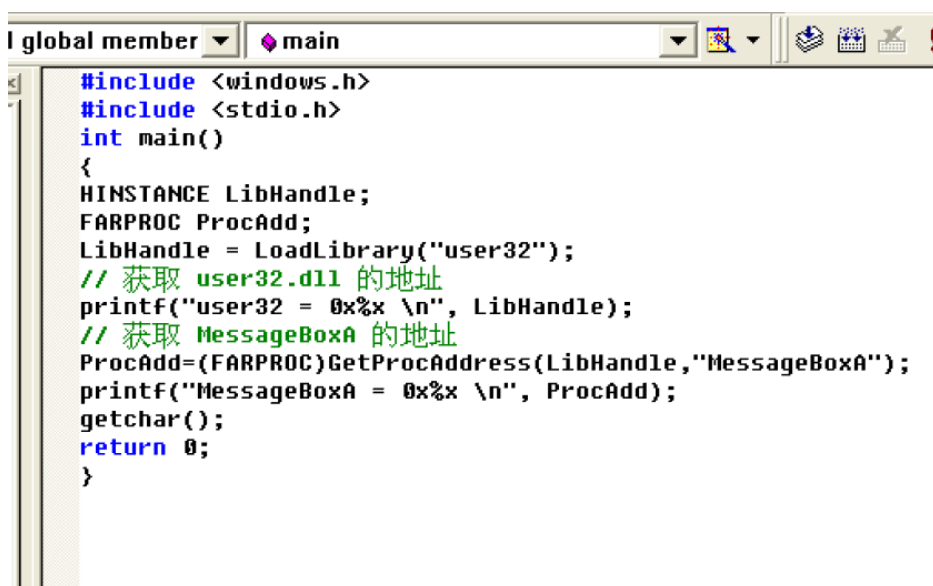 l global member main
#include <windows.h>
#include <stdio.h>
int main()
{
HINSTANCE LibHandle;
FARPROC ProcAdd;
LibHandle = LoadLibrary("user32");
// 获取 user32.dll 的地址
printf("user32 = 0x%x \n", LibHandle);
// 获取 MessageBoxA 的地址
ProcAdd=(FARPROC)GetProcAddress(LibHandle,"MessageBoxA");
printf("MessageBoxA = 0x%x \n", ProcAdd);
getchar();
return 0;
}